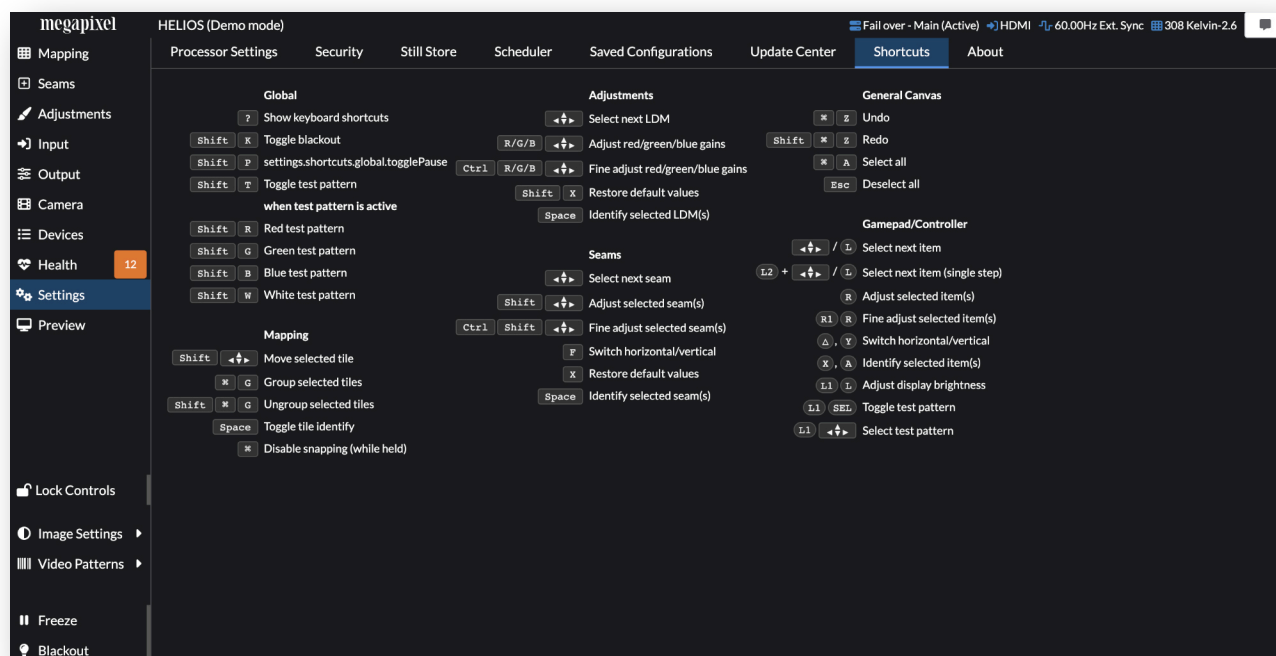 megapixel
HELIOS (Demo mode)
Fail over - Main (Active) HDMI 60.00Hz Ext. Sync 308 Kelvin-2.6
Mapping
Seams
Adjustments
Input
Output
Camera
Devices
Health 12
Settings
Preview
Lock Controls
Image Settings
Video Patterns
Freeze
Blackout
Processor Settings Security Still Store Scheduler Saved Configurations Update Center Shortcuts About
Global
? Show keyboard shortcuts
Shift K Toggle blackout
Shift P settings.shortcuts.global.togglePause
Shift T Toggle test pattern
when test pattern is active
Shift R Red test pattern
Shift G Green test pattern
Shift B Blue test pattern
Shift W White test pattern
Mapping
Shift ◂▴▾▸ Move selected tile
⌘ G Group selected tiles
Shift ⌘ G Ungroup selected tiles
Space Toggle tile identify
⌘ Disable snapping (while held)
Adjustments
◂▴▾▸ Select next LDM
R/G/B ◂▴▾▸ Adjust red/green/blue gains
Ctrl R/G/B ◂▴▾▸ Fine adjust red/green/blue gains
Shift X Restore default values
Space Identify selected LDM(s)
Seams
◂▴▾▸ Select next seam
Shift ◂▴▾▸ Adjust selected seam(s)
Ctrl Shift ◂▴▾▸ Fine adjust selected seam(s)
F Switch horizontal/vertical
X Restore default values
Space Identify selected seam(s)
General Canvas
⌘ Z Undo
Shift ⌘ Z Redo
⌘ A Select all
Esc Deselect all
Gamepad/Controller
◂▴▾▸ / L Select next item
L2 + ◂▴▾▸ / L Select next item (single step)
R Adjust selected item(s)
R1 R Fine adjust selected item(s)
△ , Y Switch horizontal/vertical
X , A Identify selected item(s)
L1 L Adjust display brightness
L1 SEL Toggle test pattern
L1 ◂▴▾▸ Select test pattern